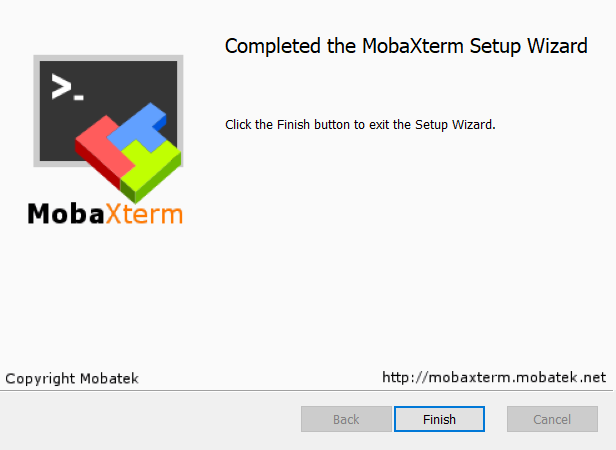 Completed the MobaXterm Setup Wizard
Click the Finish button to exit the Setup Wizard.
>_
MobaXterm
Copyright Mobatek
http://mobaxterm.mobatek.net
Back
Finish
Cancel